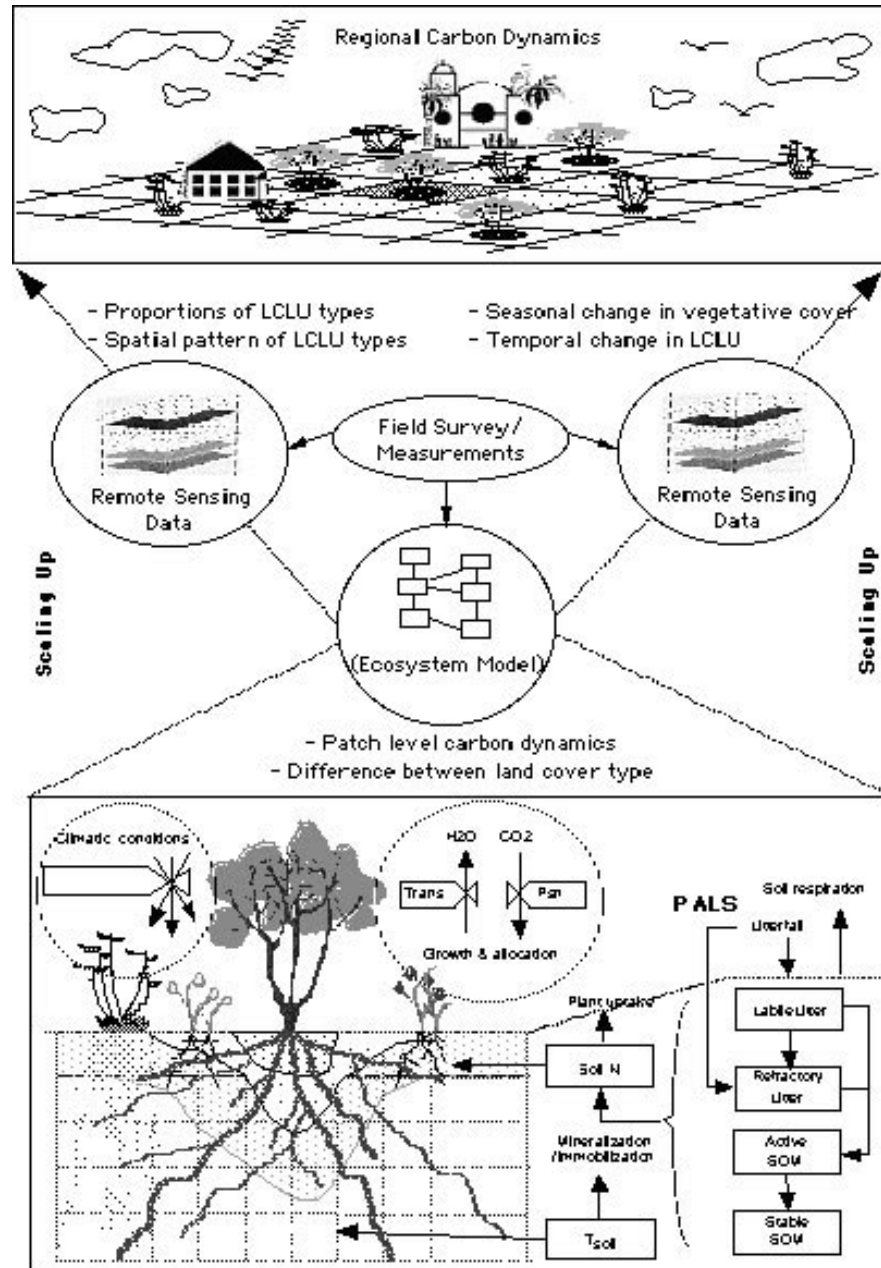 Regional Carbon Dynamics
- Proportions of LCLU types
- Spatial pattern of LCLU types
- Seasonal change in vegetative cover
- Temporal change in LCLU
Field Survey/
Measurements
Remote Sensing
Data
Remote Sensing
Data
Scaling Up
Scaling Up
(Ecosystem Model)
- Patch level carbon dynamics
- Difference between land cover type
Climatic conditions
H2O CO2
Trans Psn
Growth & allocation
PALS
Soil respiration
Litterfall
Plant uptake
Labile Litter
Soil N
Refractory
Litter
Mineralization
/Immobilization
Active
SOM
Tsoil
Stable
SOM